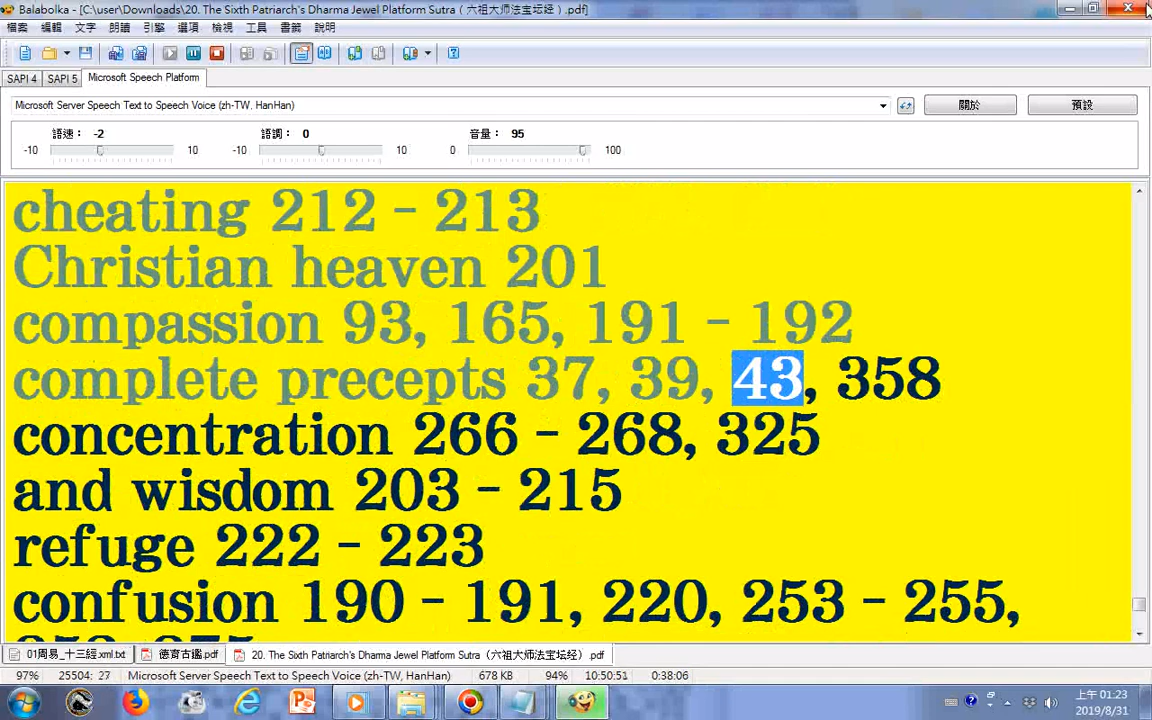 Balabolka - [C:\user\Downloads\20. The Sixth Patriarch's Dharma Jewel Platform Sutra (六祖大师法宝坛经).pdf]
檔案 編輯 文字 朗讀 引擎 選項 檢視 工具 書籤 說明
SAPI 4 SAPI 5 Microsoft Speech Platform
Microsoft Server Speech Text to Speech Voice (zh-TW, HanHan) 關於 預設
語速： -2 語調： 0 音量： 95
-10 10 -10 10 0 100
cheating 212 - 213
Christian heaven 201
compassion 93, 165, 191 - 192
complete precepts 37, 39, 43, 358
concentration 266 - 268, 325
and wisdom 203 - 215
refuge 222 - 223
confusion 190 - 191, 220, 253 - 255,
01周易_十三經.xml.txt 德育古鑑.pdf 20. The Sixth Patriarch's Dharma Jewel Platform Sutra（六祖大师法宝坛经）.pdf
97% 25504: 27 Microsoft Server Speech Text to Speech Voice (zh-TW, HanHan) 678 KB 94% 10:50:51 0:38:06
上午 01:23
2019/8/31